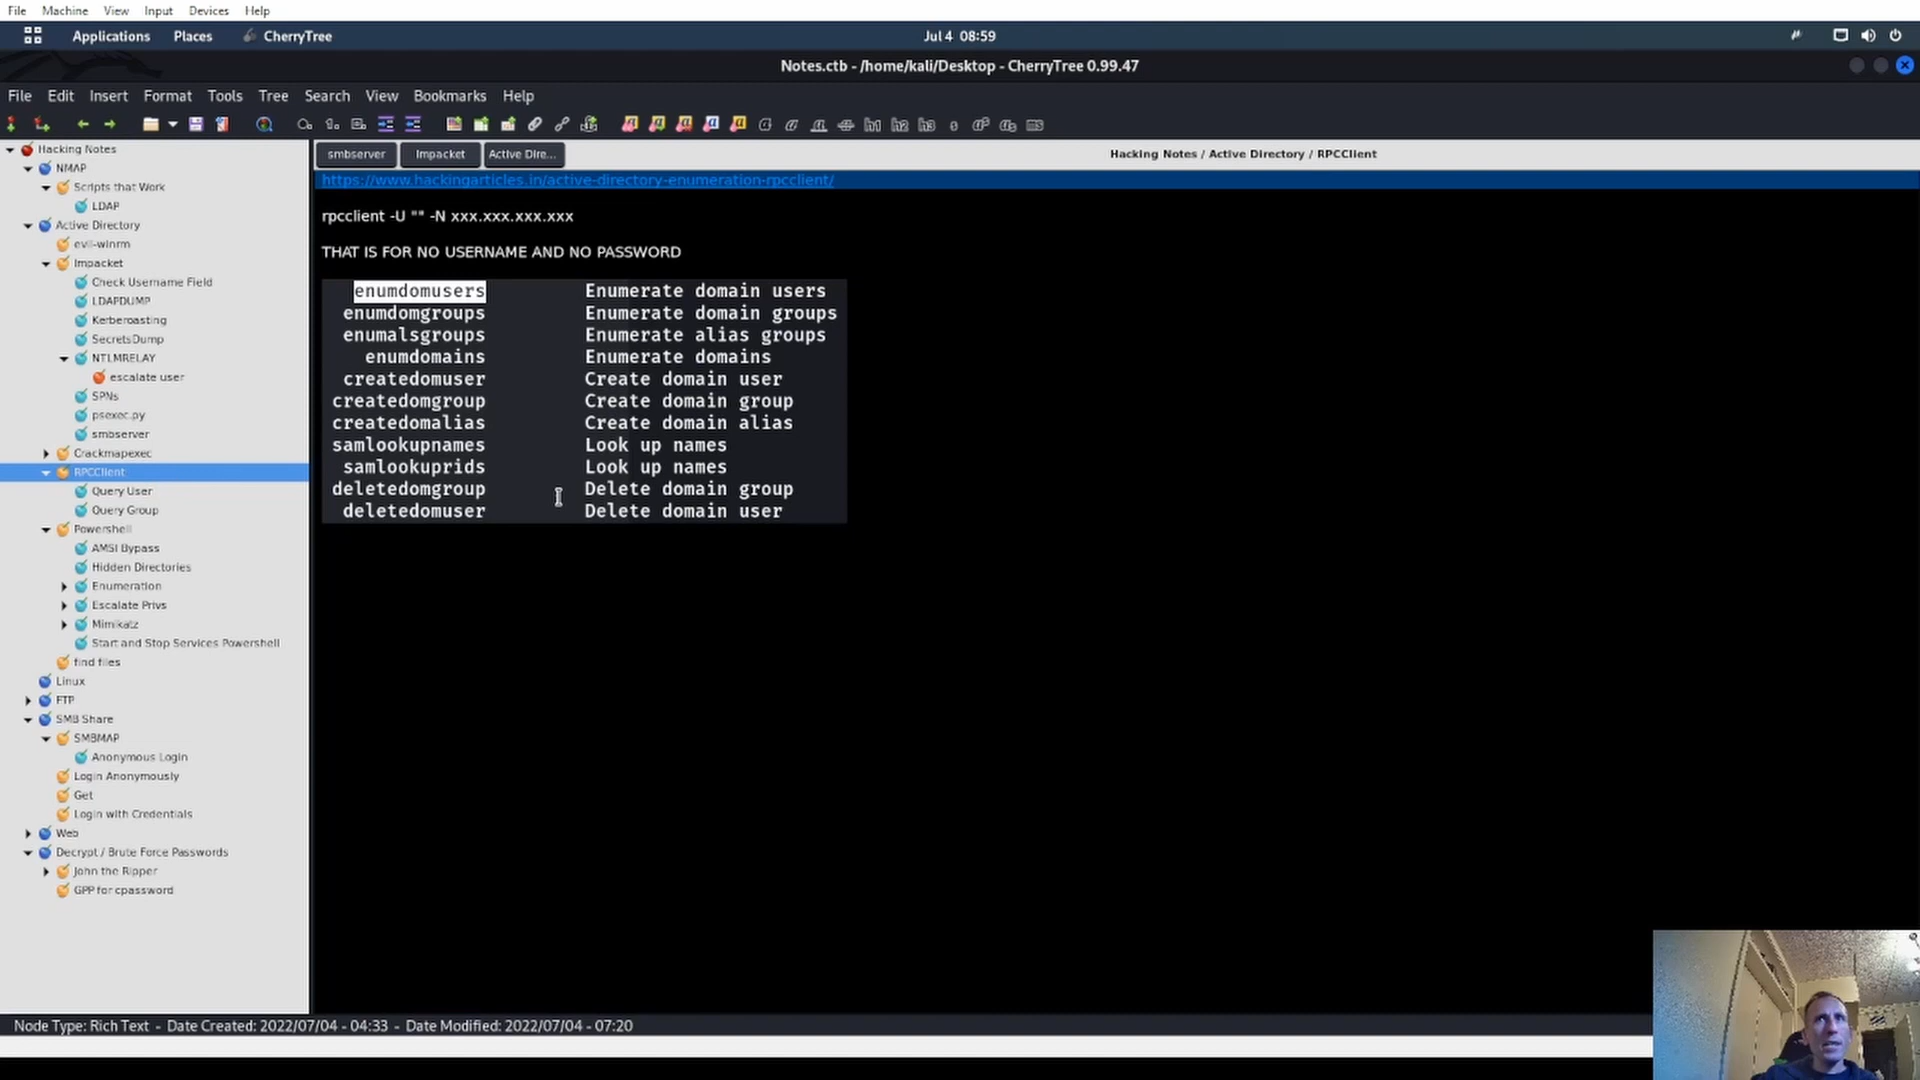 File Machine View Input Devices Help
Applications Places CherryTree Jul 4 08:59
Notes.ctb - /home/kali/Desktop - CherryTree 0.99.47
File Edit Insert Format Tools Tree Search View Bookmarks Help
h1 h2 h3
smbserver Impacket Active Dire... Hacking Notes / Active Directory / RPCClient
Hacking Notes
NMAP
Scripts that Work
LDAP
Active Directory
evil-winrm
Impacket
Check Username Field
LDAPDUMP
Kerberoasting
SecretsDump
NTLMRELAY
escalate user
SPNs
psexec.py
smbserver
Crackmapexec
RPCClient
Query User
Query Group
Powershell
AMSI Bypass
Hidden Directories
Enumeration
Escalate Privs
Mimikatz
Start and Stop Services Powershell
find files
Linux
FTP
SMB Share
SMBMAP
Anonymous Login
Login Anonymously
Get
Login with Credentials
Web
Decrypt / Brute Force Passwords
John the Ripper
GPP for cpassword
https://www.hackingarticles.in/active-directory-enumeration-rpcclient/
rpcclient -U "" -N xxx.xxx.xxx.xxx
THAT IS FOR NO USERNAME AND NO PASSWORD
enumdomusers Enumerate domain users
enumdomgroups Enumerate domain groups
enumalsgroups Enumerate alias groups
enumdomains Enumerate domains
createdomuser Create domain user
createdomgroup Create domain group
createdomalias Create domain alias
samlookupnames Look up names
samlookuprids Look up names
deletedomgroup Delete domain group
deletedomuser Delete domain user
Node Type: Rich Text - Date Created: 2022/07/04 - 04:33 - Date Modified: 2022/07/04 - 07:20